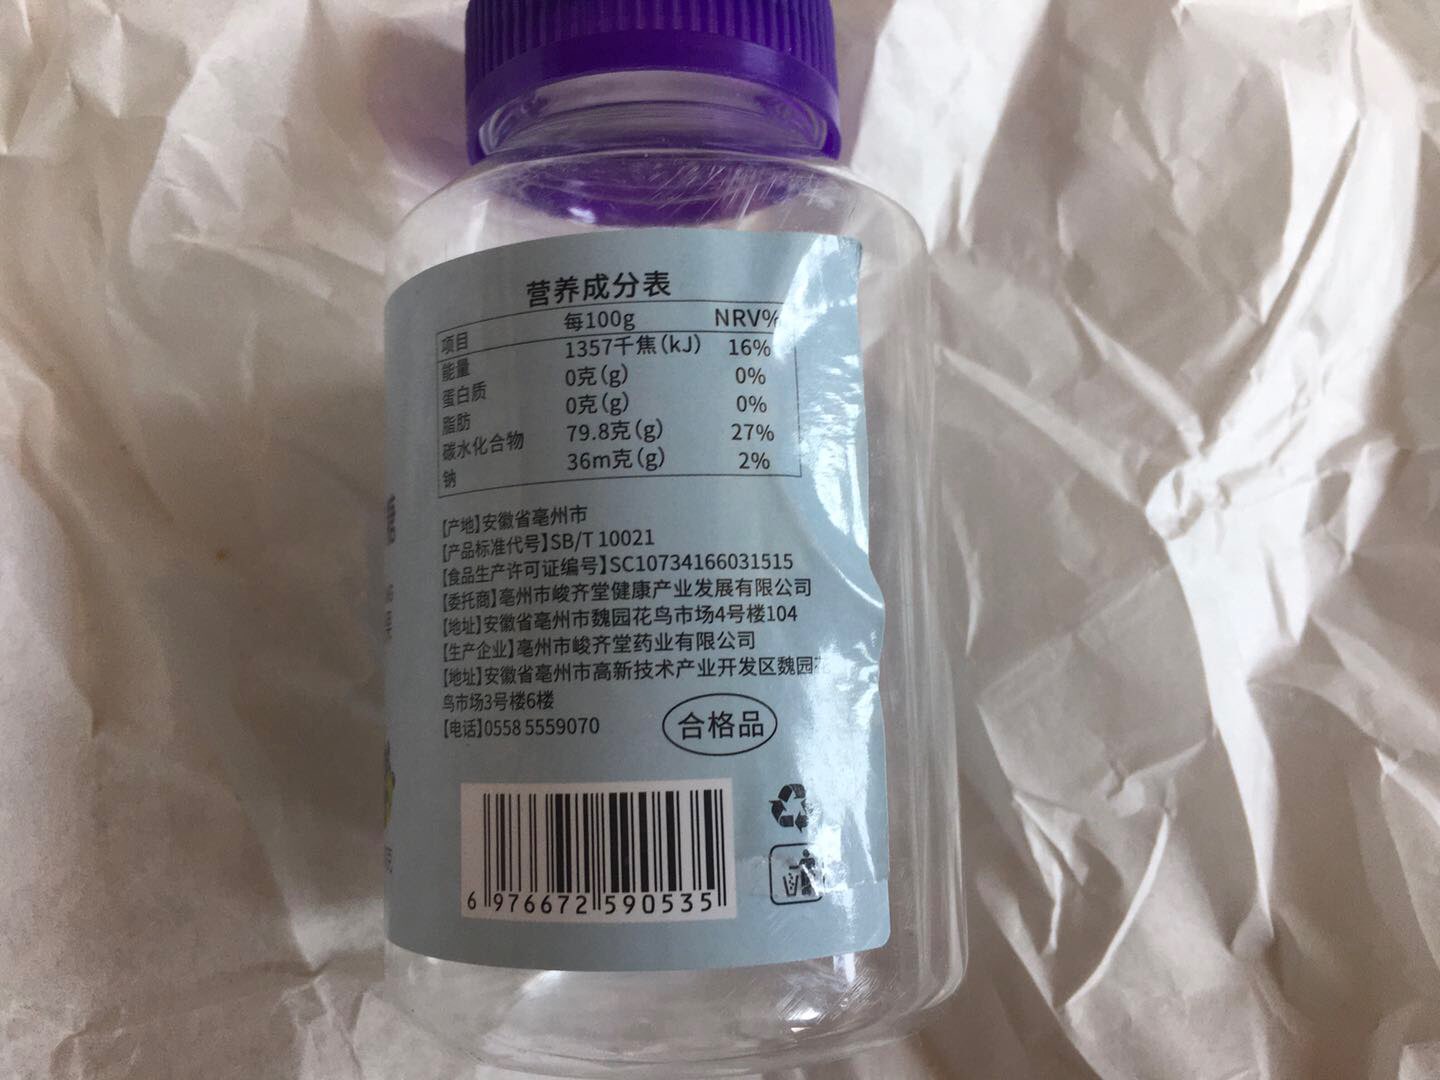 营养成分表
项目 每100g NRV%
能量 1357千焦(kJ) 16%
蛋白质 0克(g) 0%
脂肪 0克(g) 0%
碳水化合物 79.8克(g) 27%
钠 36m克(g) 2%
【产地】安徽省亳州市
【产品标准代号】SB/T 10021
【食品生产许可证编号】SC10734166031515
【委托商】亳州市峻齐堂健康产业发展有限公司
【地址】安徽省亳州市魏园花鸟市场4号楼104
【生产企业】亳州市峻齐堂药业有限公司
【地址】安徽省亳州市高新技术产业开发区魏园花
鸟市场3号楼6楼
【电话】0558 5559070
合格品
6 976672 590535